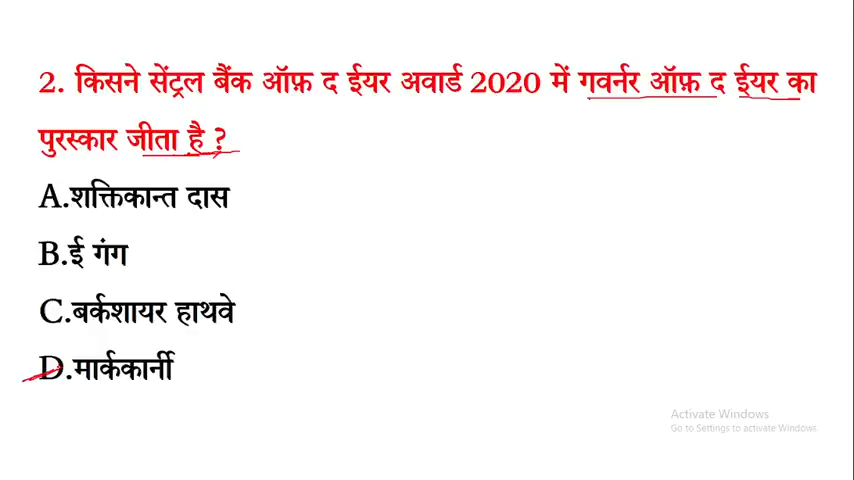 2. किसने सेंट्रल बैंक ऑफ़ द ईयर अवार्ड 2020 में गवर्नर ऑफ़ द ईयर का
पुरस्कार जीता है ?
A.शक्तिकान्त दास
B.ई गंग
C.बर्कशायर हाथवे
D.मार्ककार्नी
Activate Windows
Go to Settings to activate Windows.